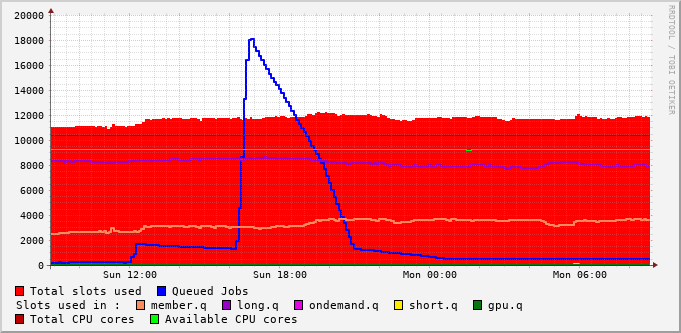 RRDTOOL / TOBI OETIKER
20000
18000
16000
14000
12000
10000
8000
6000
4000
2000
0
Sun 12:00 Sun 18:00 Mon 00:00 Mon 06:00
Total slots used Queued Jobs
Slots used in : member.q long.q ondemand.q short.q gpu.q
Total CPU cores Available CPU cores